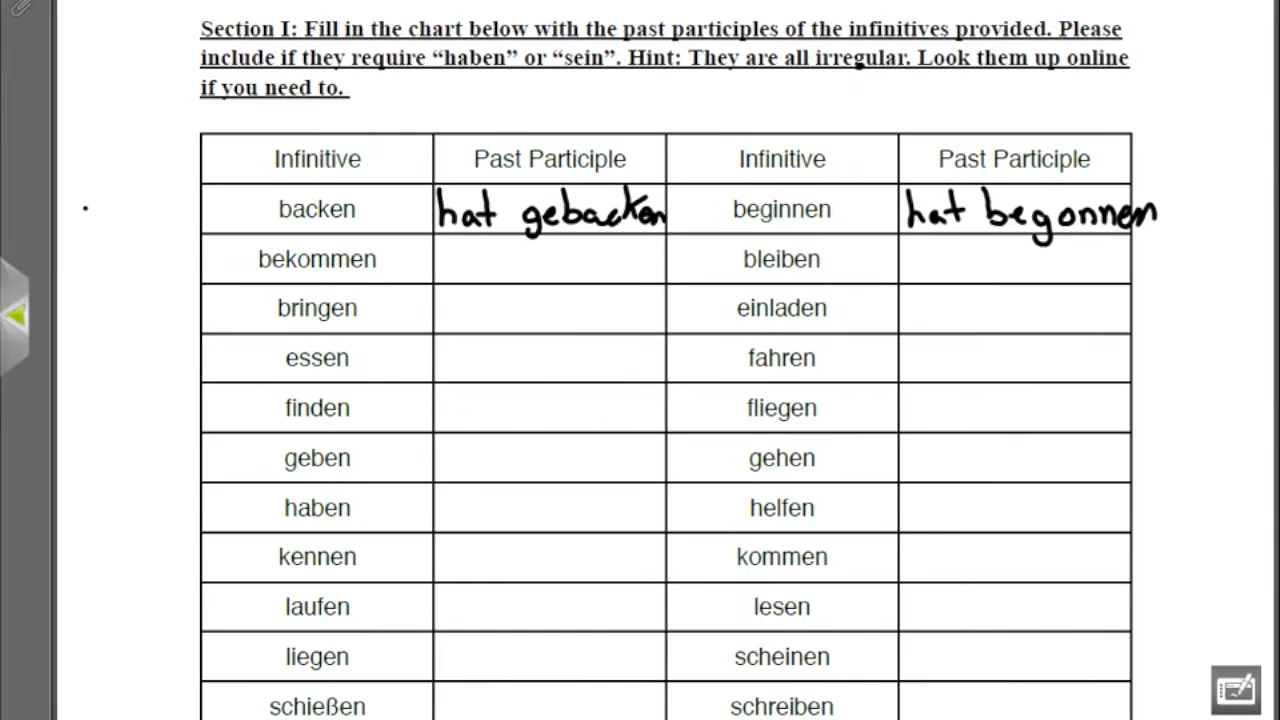 Section I: Fill in the chart below with the past participles of the infinitives provided. Please
include if they require “haben” or “sein”. Hint: They are all irregular. Look them up online
if you need to.
Infinitive Past Participle Infinitive Past Participle
backen hat gebacken beginnen hat begonnen
bekommen bleiben
bringen einladen
essen fahren
finden fliegen
geben gehen
haben helfen
kennen kommen
laufen lesen
liegen scheinen
schießen schreiben